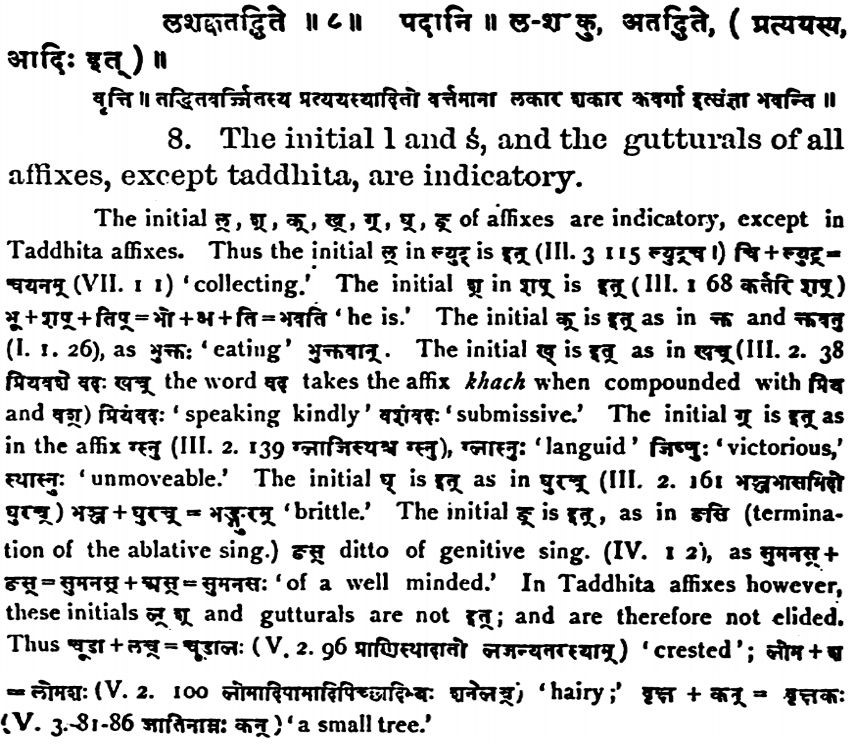 लशक्वतद्धिते ॥ ८॥ पदानि ॥ ल-श-कु, अतद्धिते, ( प्रत्ययस्य,
आदिः इत् ) ॥
वृत्ति ॥ तद्धितवर्ज्जितस्य प्रत्ययस्यादितो वर्त्तमाना लकार शकार कवर्गा इत्संज्ञा भवन्ति ॥
8. The initial l and ś, and the gutturals of all
affixes, except taddhita, are indicatory.
The initial ल्, श्, क्, ख्, ग्, घ्, ङ् of affixes are indicatory, except in
Taddhita affixes. Thus the initial ल् in ल्युट् is इत् (III. 3 115 ल्युट्च।) चि+ल्युट्=
चयनम् (VII. 1 1) 'collecting.' The initial श् in शप् is इत् (III. 1 68 कर्तरि शप्)
भू+शप्+तिप्=भो+अ+ति=भवति 'he is.' The initial क् is इत् as in क्त and क्तवतु
(I. 1. 26), as भुक्तः 'eating' भुक्तवान्. The initial ख् is इत् as in खच् (III. 2. 38
प्रियवशे वदः खच् the word वद takes the affix khach when compounded with प्रिय
and वश) प्रियंवदः 'speaking kindly' वशंवदः 'submissive.' The initial ग् is इत् as
in the affix ग्स्नु (III. 2. 139 ग्लाजिस्थश्च ग्स्नु), ग्लास्नुः 'languid' जिष्णुः 'victorious,'
स्थास्नुः 'unmoveable.' The initial घ् is इत् as in घुरच् (III. 2. 161 भञ्जभासमिदो
घुरच्) भञ्ज+घुरच् = भङ्गुरम् 'brittle.' The initial ङ् is इत्, as in ङसि (termina-
tion of the ablative sing.) ङस् ditto of genitive sing. (IV. 1 2), as सुमनस्+
ङस्=सुमनस्+अस्=सुमनसः 'of a well minded.' In Taddhita affixes however,
these initials ल् श् and gutturals are not इत्; and are therefore not elided.
Thus चूडा+लच्=चूडालः (V. 2. 96 प्राणिस्थादातो लजन्यतरस्याम्) 'crested'; लोम+श
=लोमशः (V. 2. 100 लोमादिपामादिपिच्छादिभ्यः शनेलच्) 'hairy;' वृक्ष + कन् = वृक्षकः
(V. 3.-81-86 जातिनाम्नः कन्) 'a small tree.'